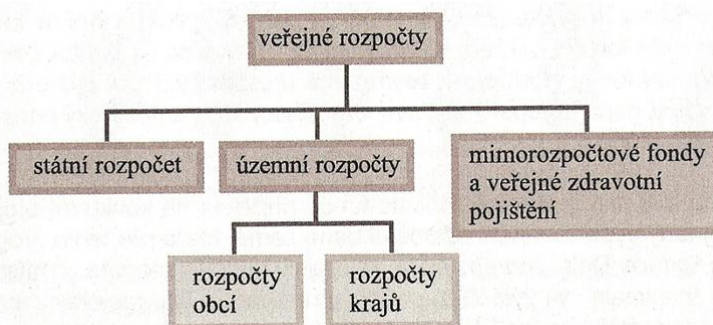 veřejné rozpočty
státní rozpočet
územní rozpočty
mimorozpočtové fondy
a veřejné zdravotní
pojištění
rozpočty
obcí
rozpočty
krajů